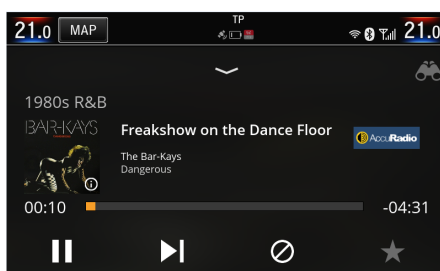 21.0 MAP TP 21.0
1980s R&B
BAR-KAYS
Freakshow on the Dance Floor
AccuRadio
The Bar-Kays
Dangerous
00:10 -04:31